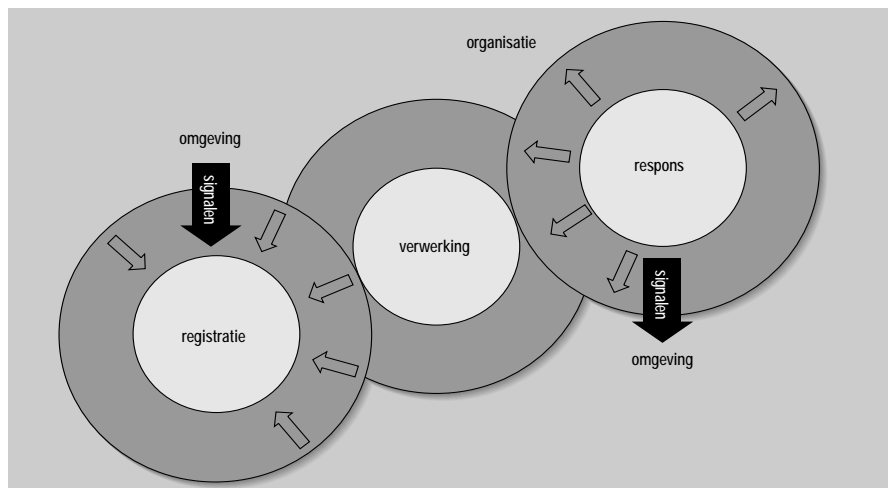 organisatie
omgeving
signalen
respons
verwerking
registratie
signalen
omgeving